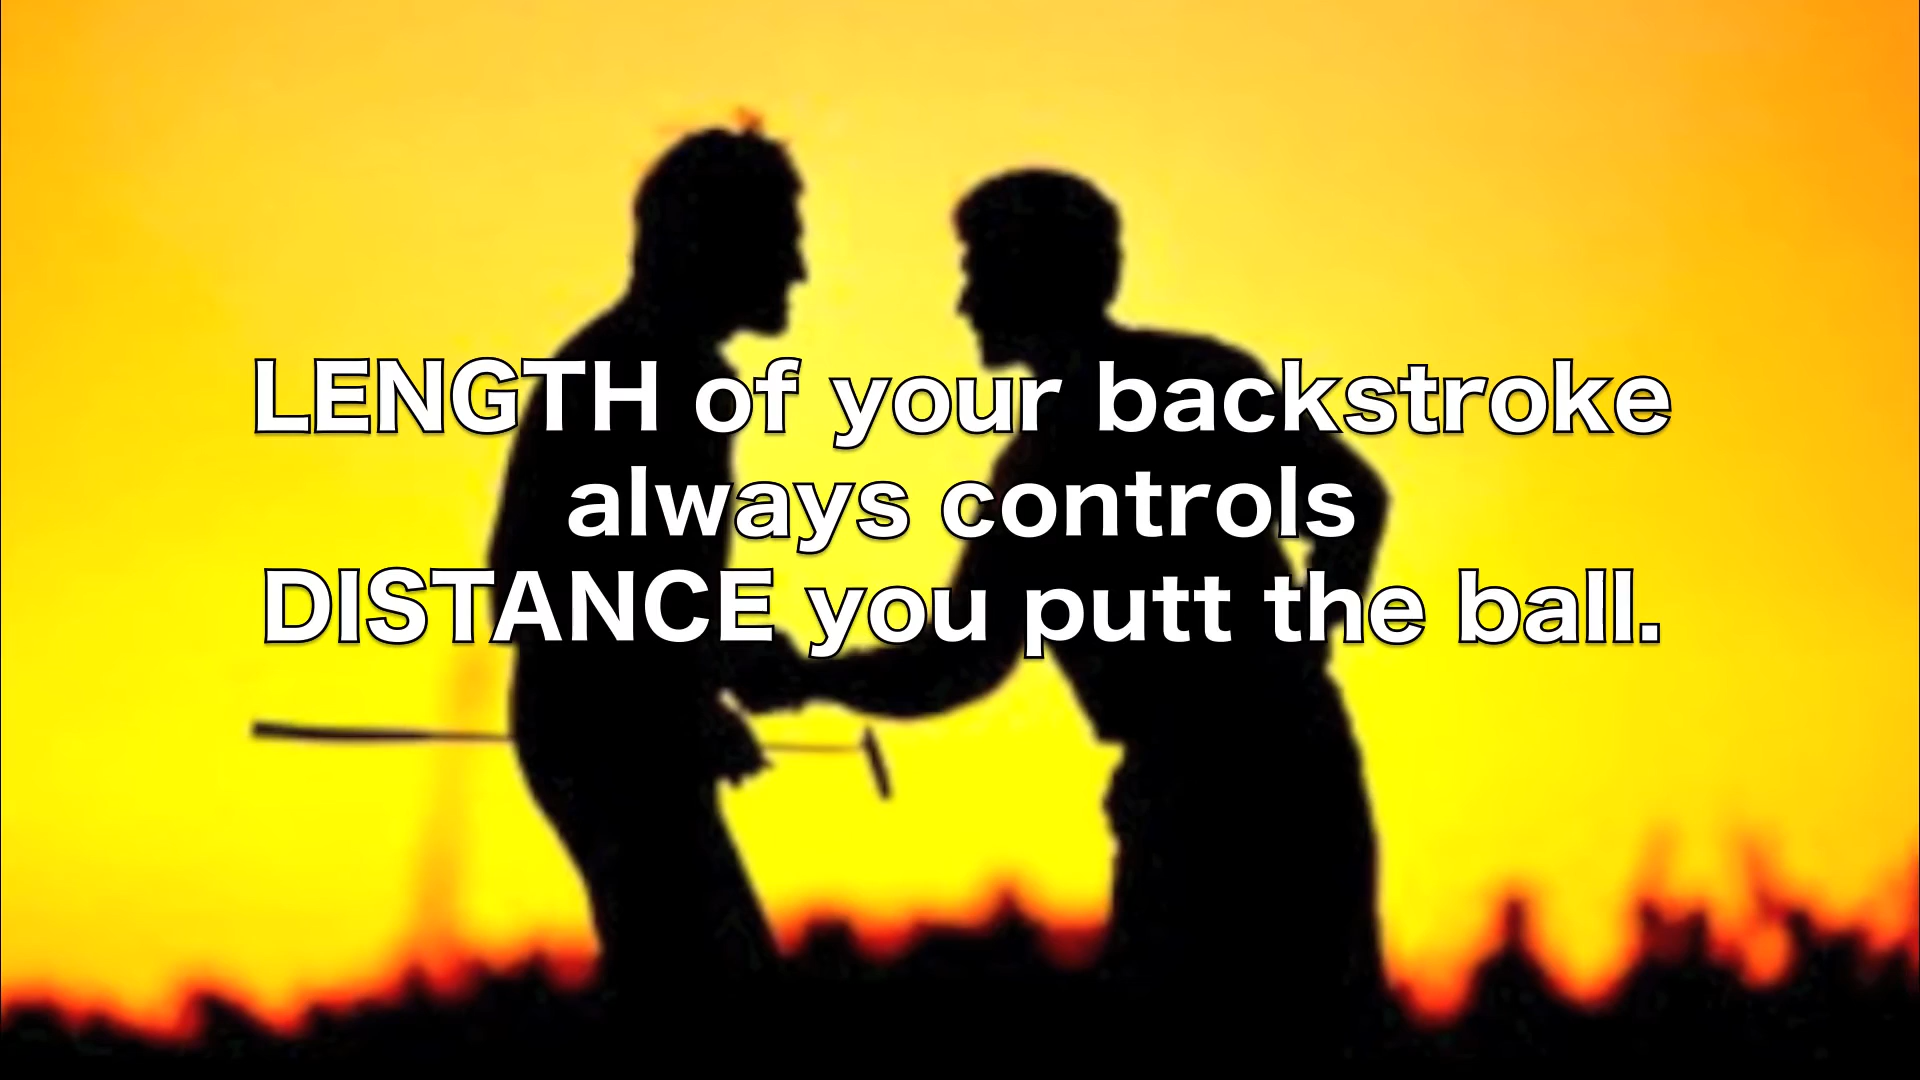 LENGTH of your backstroke
always controls
DISTANCE you putt the ball.